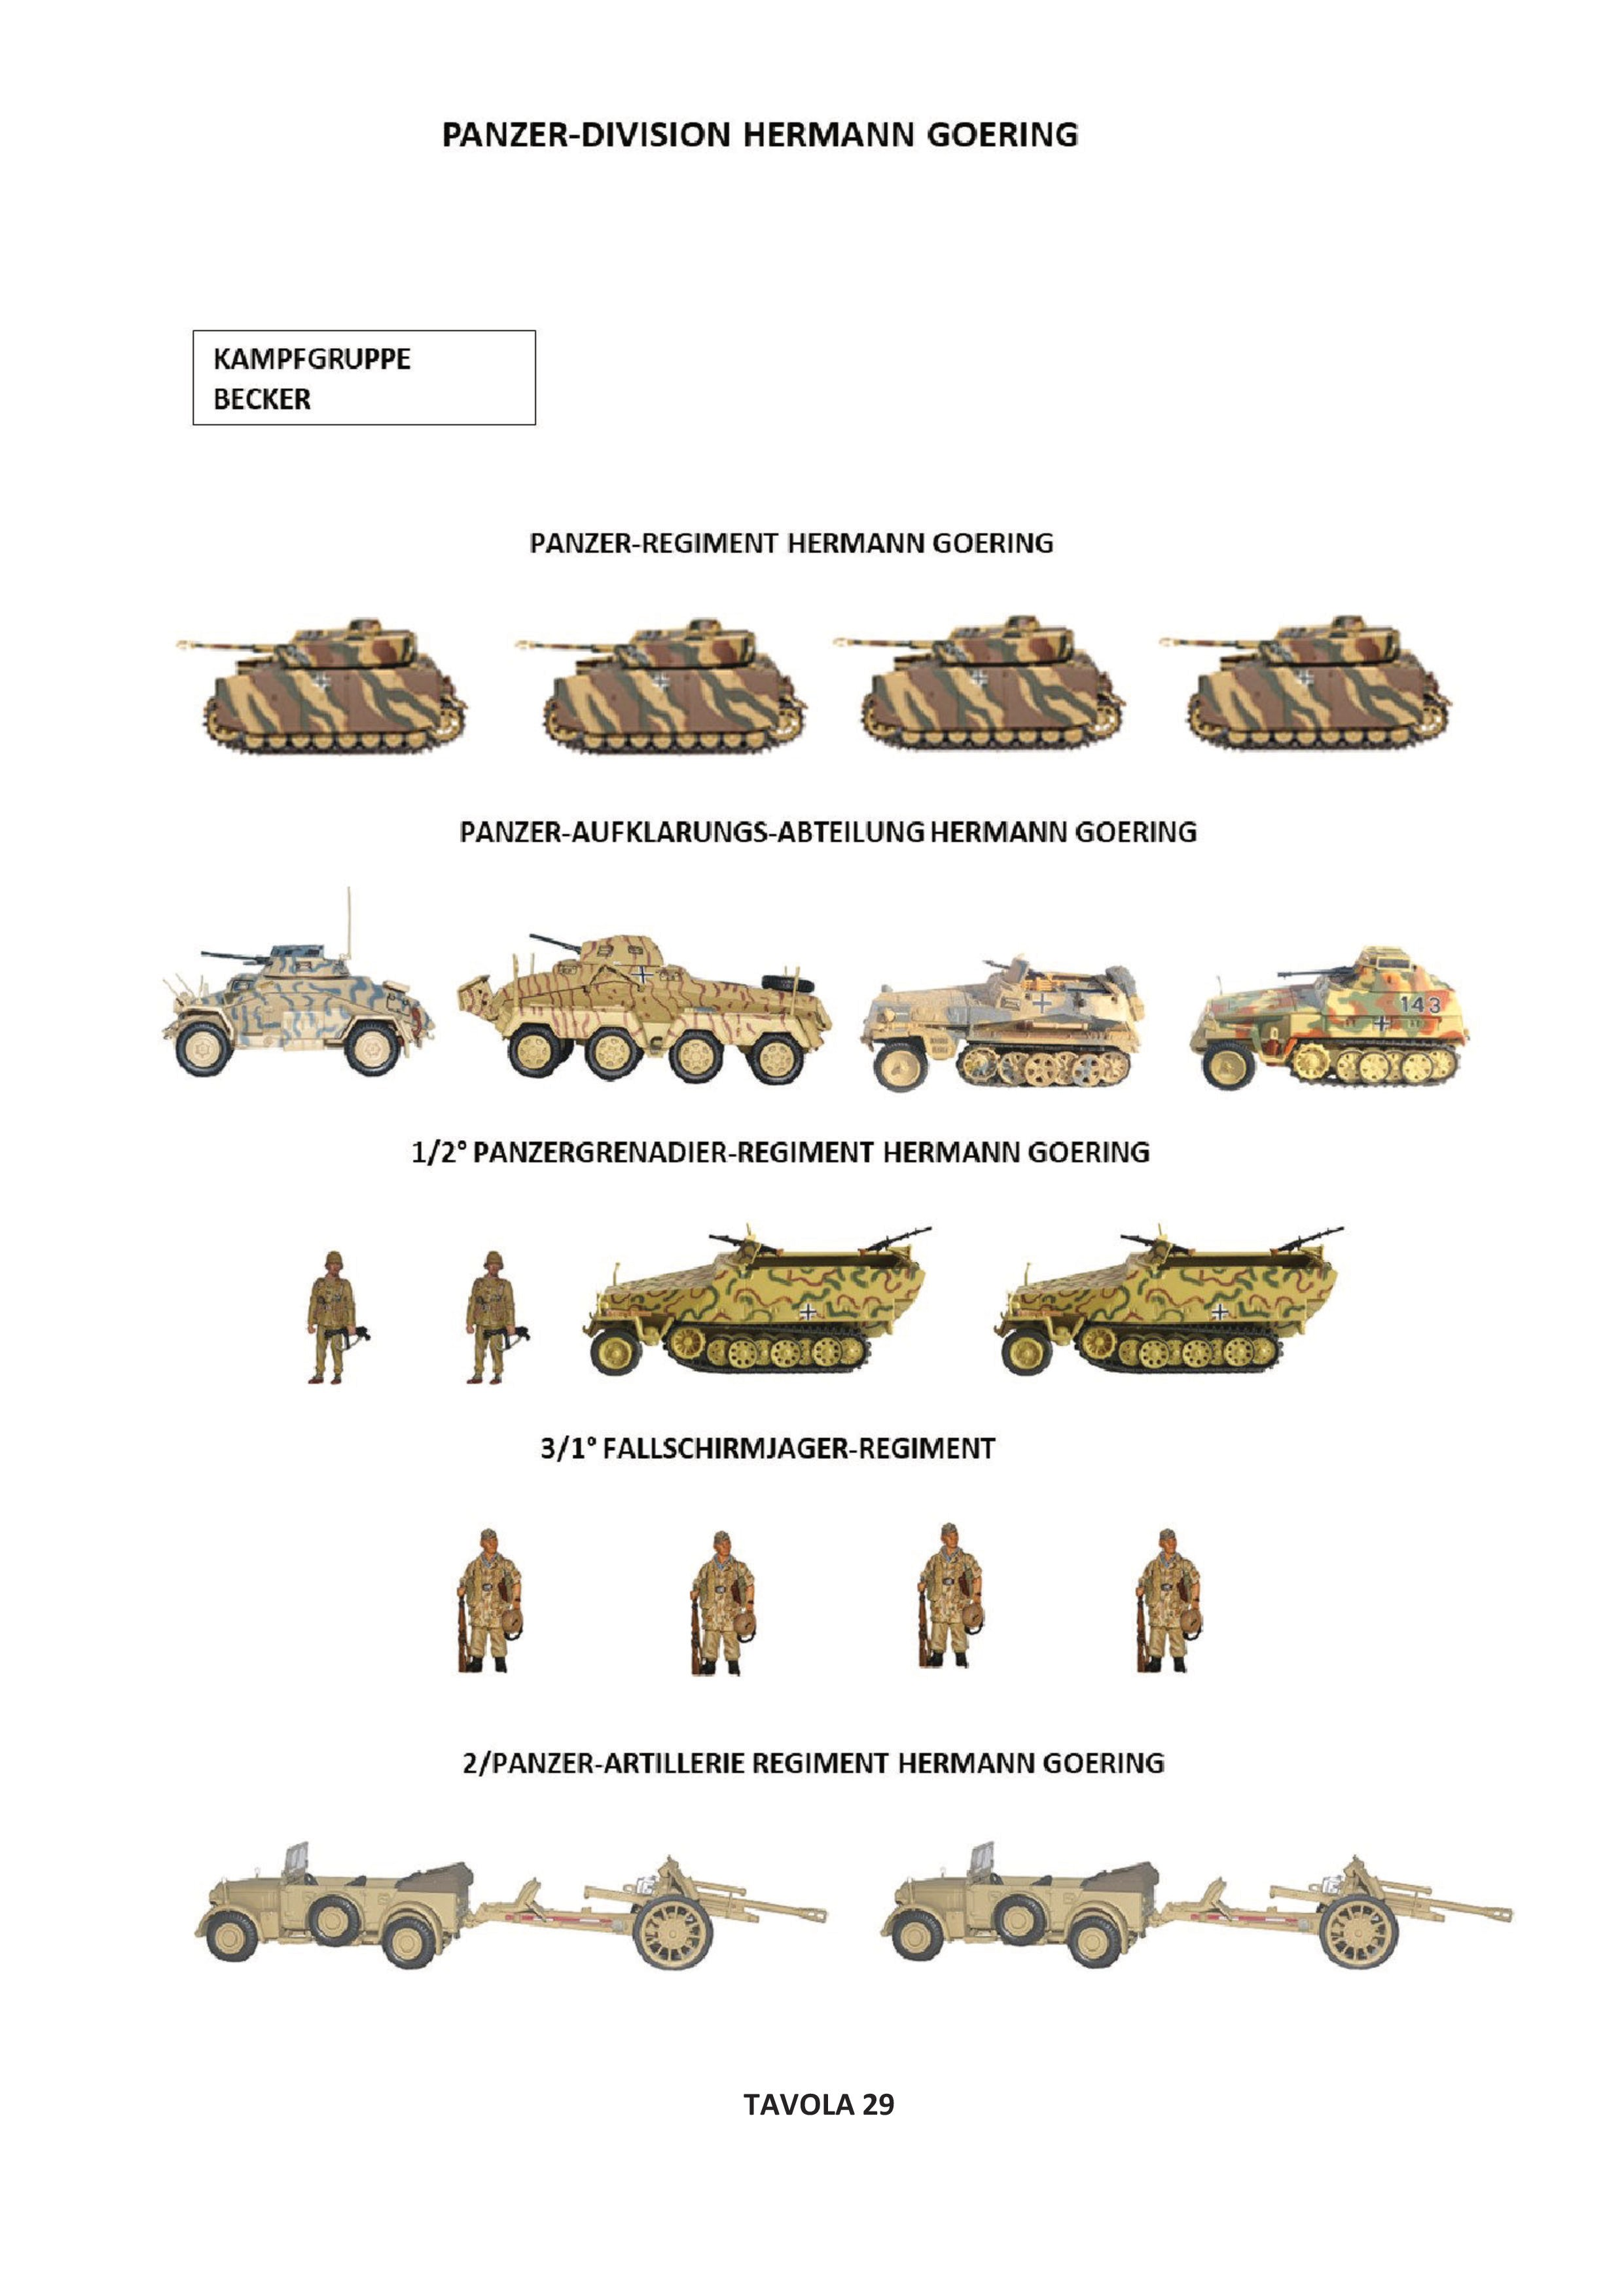 PANZER-DIVISION HERMANN GOERING
KAMPFGRUPPE
BECKER
PANZER-REGIMENT HERMANN GOERING
PANZER-AUFKLARUNGS-ABTEILUNG HERMANN GOERING
143
1/2° PANZERGRENADIER-REGIMENT HERMANN GOERING
3/1° FALLSCHIRMJAGER-REGIMENT
2/PANZER-ARTILLERIE REGIMENT HERMANN GOERING
TAVOLA 29